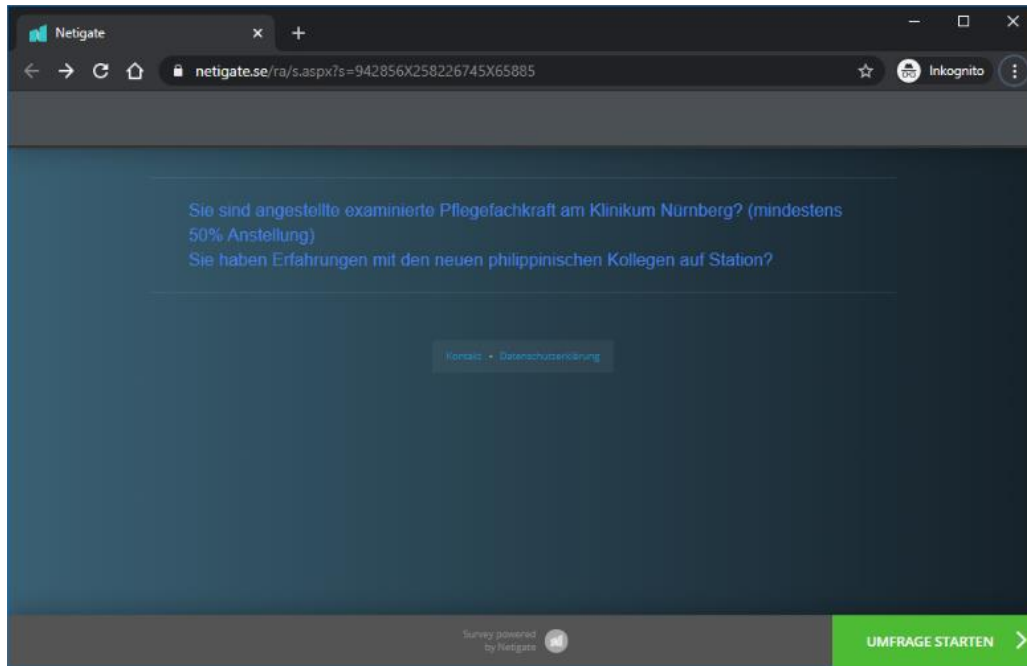 Netigate
netigate.se/ra/s.aspx?s=942856X258226745X65885
Inkognito
Sie sind angestellte examinierte Pflegefachkraft am Klinikum Nürnberg? (mindestens
50% Anstellung)
Sie haben Erfahrungen mit den neuen philippinischen Kollegen auf Station?
Kontakt • Datenschutzerklärung
Survey powered
by Netigate
UMFRAGE STARTEN